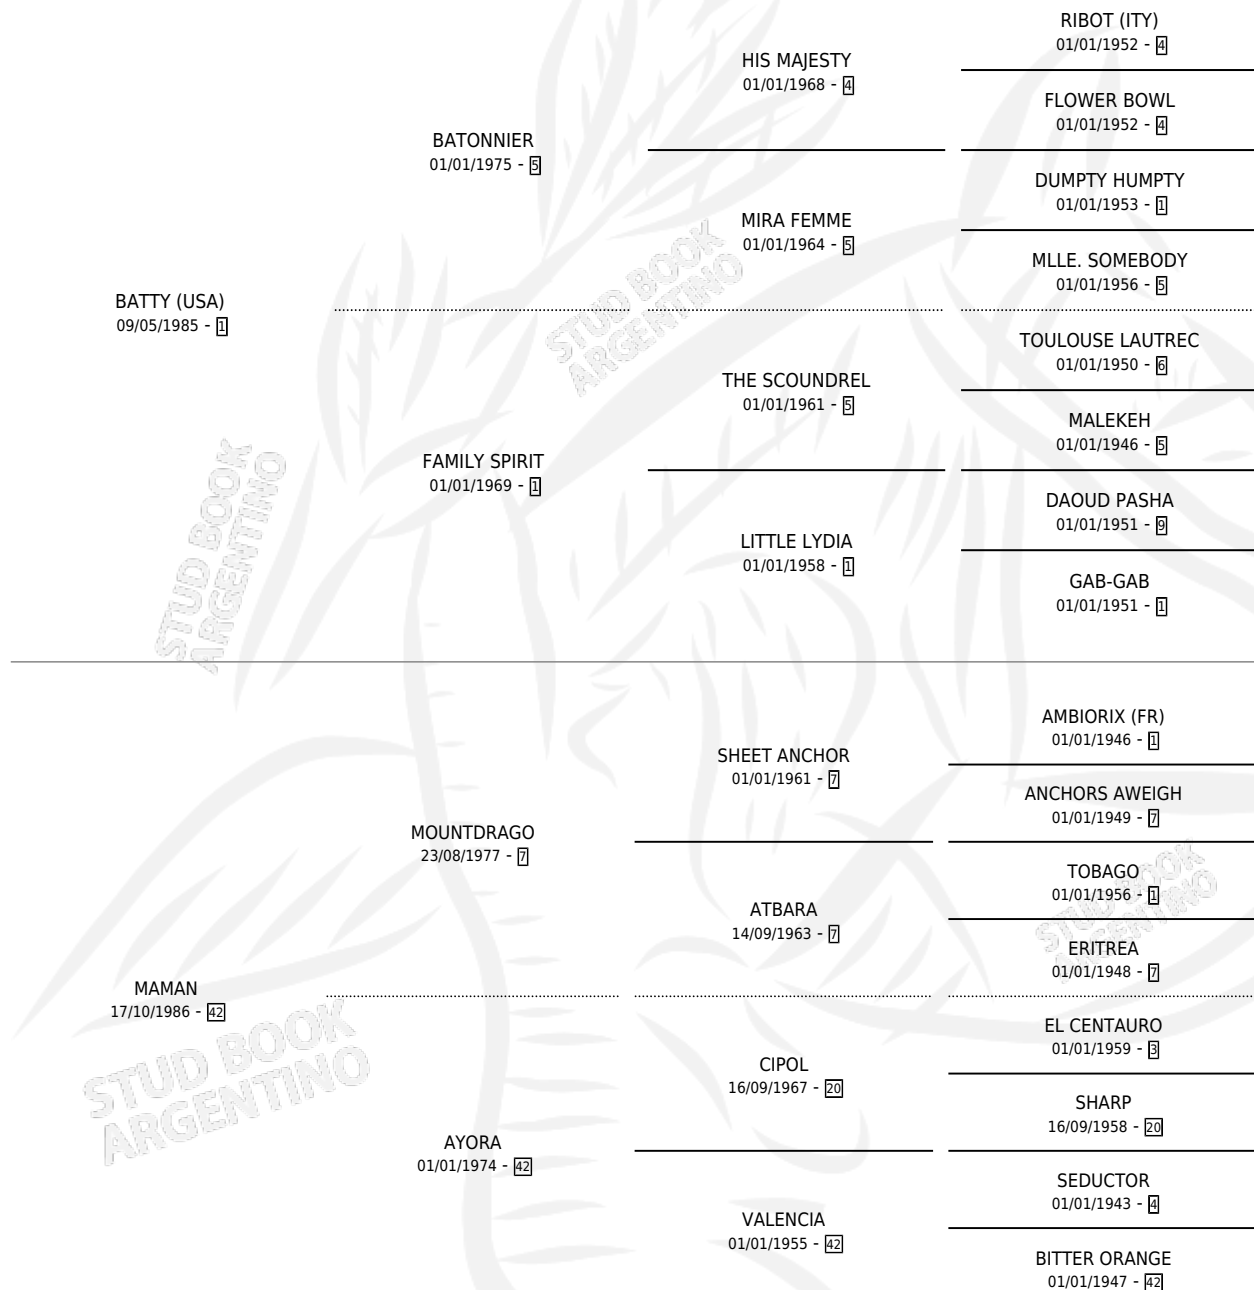 RIBOT (ITY)
01/01/1952 - 4
HIS MAJESTY
01/01/1968 - 4
FLOWER BOWL
01/01/1952 - 4
BATONNIER
01/01/1975 - 5
DUMPTY HUMPTY
01/01/1953 - 1
MIRA FEMME
01/01/1964 - 5
MLLE. SOMEBODY
01/01/1956 - 5
BATTY (USA)
09/05/1985 - 1
TOULOUSE LAUTREC
01/01/1950 - 6
THE SCOUNDREL
01/01/1961 - 5
MALEKEH
01/01/1946 - 5
FAMILY SPIRIT
01/01/1969 - 1
DAOUD PASHA
01/01/1951 - 9
LITTLE LYDIA
01/01/1958 - 1
GAB-GAB
01/01/1951 - 1
AMBIORIX (FR)
01/01/1946 - 1
SHEET ANCHOR
01/01/1961 - 7
ANCHORS AWEIGH
01/01/1949 - 7
MOUNTDRAGO
23/08/1977 - 7
TOBAGO
01/01/1956 - 1
ATBARA
14/09/1963 - 7
ERITREA
01/01/1948 - 7
MAMAN
17/10/1986 - 42
EL CENTAURO
01/01/1959 - 3
CIPOL
16/09/1967 - 20
SHARP
16/09/1958 - 20
AYORA
01/01/1974 - 42
SEDUCTOR
01/01/1943 - 4
VALENCIA
01/01/1955 - 42
BITTER ORANGE
01/01/1947 - 42
STUD BOOK
ARGENTINO
STUD BOOK
ARGENTINO
STUD BOOK
ARGENTINO
STUD BOOK
ARGENTINO